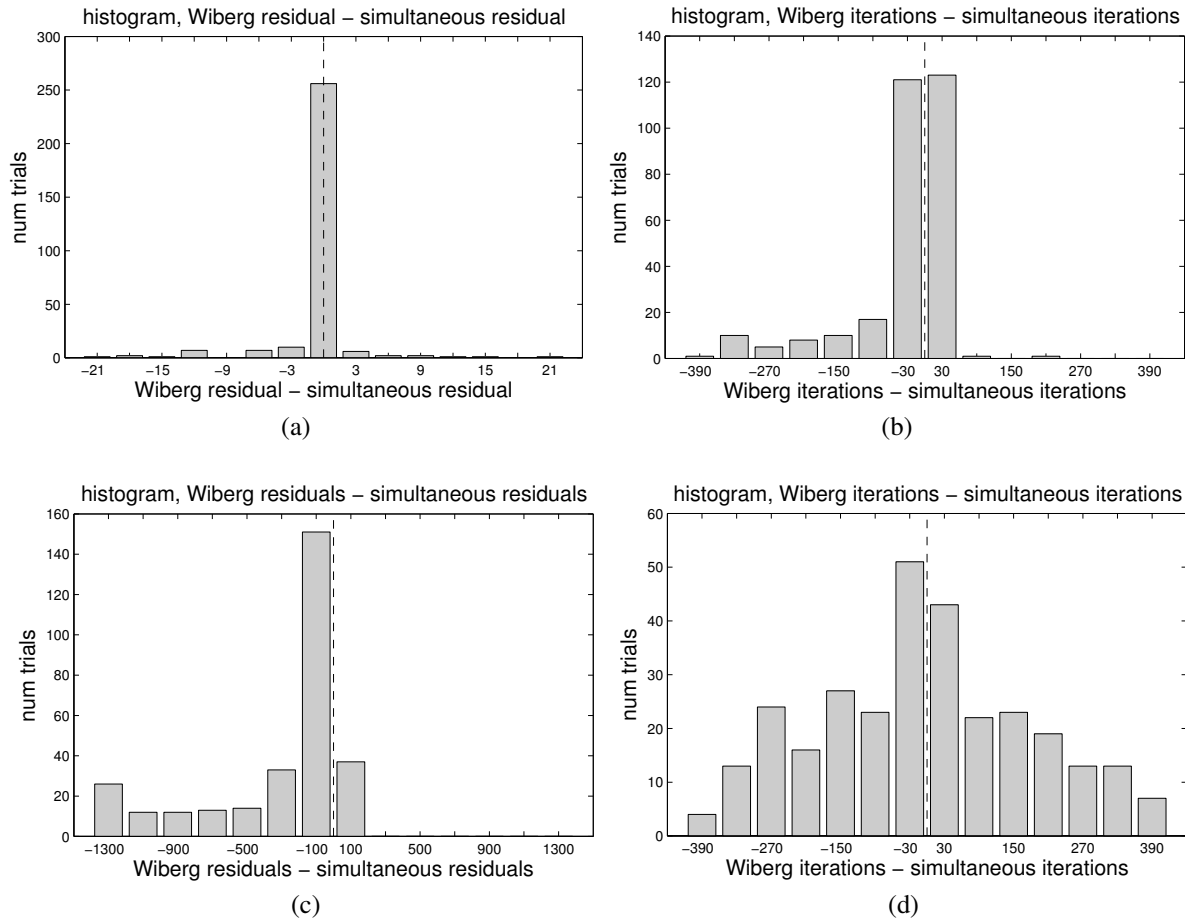 histogram, Wiberg residual − simultaneous residual
300
250
200
150
100
50
0
num trials
−21 −15 −9 −3 3 9 15 21
Wiberg residual − simultaneous residual
(a)
histogram, Wiberg iterations − simultaneous iterations
140
120
100
80
60
40
20
0
num trials
−390 −270 −150 −30 30 150 270 390
Wiberg iterations − simultaneous iterations
(b)
histogram, Wiberg residuals − simultaneous residuals
160
140
120
100
80
60
40
20
0
num trials
−1300 −900 −500 −100 100 500 900 1300
Wiberg residuals − simultaneous residuals
(c)
histogram, Wiberg iterations − simultaneous iterations
60
50
40
30
20
10
0
num trials
−390 −270 −150 −30 30 150 270 390
Wiberg iterations − simultaneous iterations
(d)